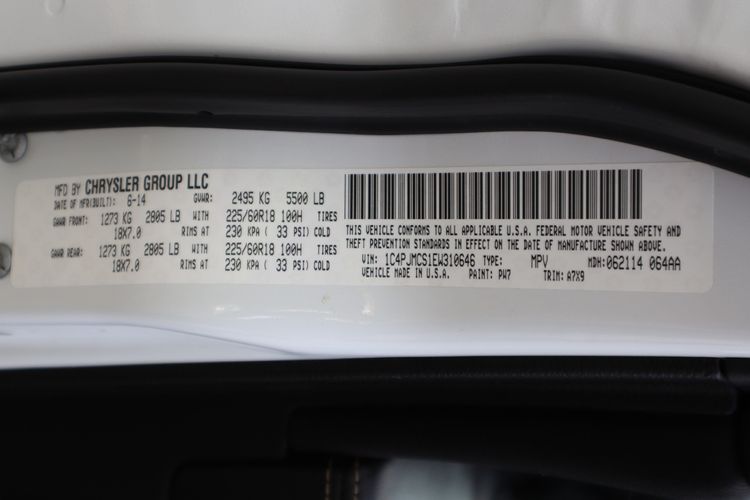 MFD BY CHRYSLER GROUP LLC
DATE OF MFR(BUILT): 6-14 GVWR: 2495 KG 5500 LB
GAWR FRONT: 1273 KG 2805 LB WITH 225/60R18 100H TIRES
18X7.0 RIMS AT 230 KPA ( 33 PSI) COLD
GAWR REAR: 1273 KG 2805 LB WITH 225/60R18 100H TIRES
18X7.0 RIMS AT 230 KPA ( 33 PSI) COLD
THIS VEHICLE CONFORMS TO ALL APPLICABLE U.S.A. FEDERAL MOTOR VEHICLE SAFETY AND
THEFT PREVENTION STANDARDS IN EFFECT ON THE DATE OF MANUFACTURE SHOWN ABOVE.
VIN: 1C4PJMCS1EW310646 TYPE: MPV MDH: 062114 064AA
VEHICLE MADE IN U.S.A. PAINT: PW7 TRIM: A7X9